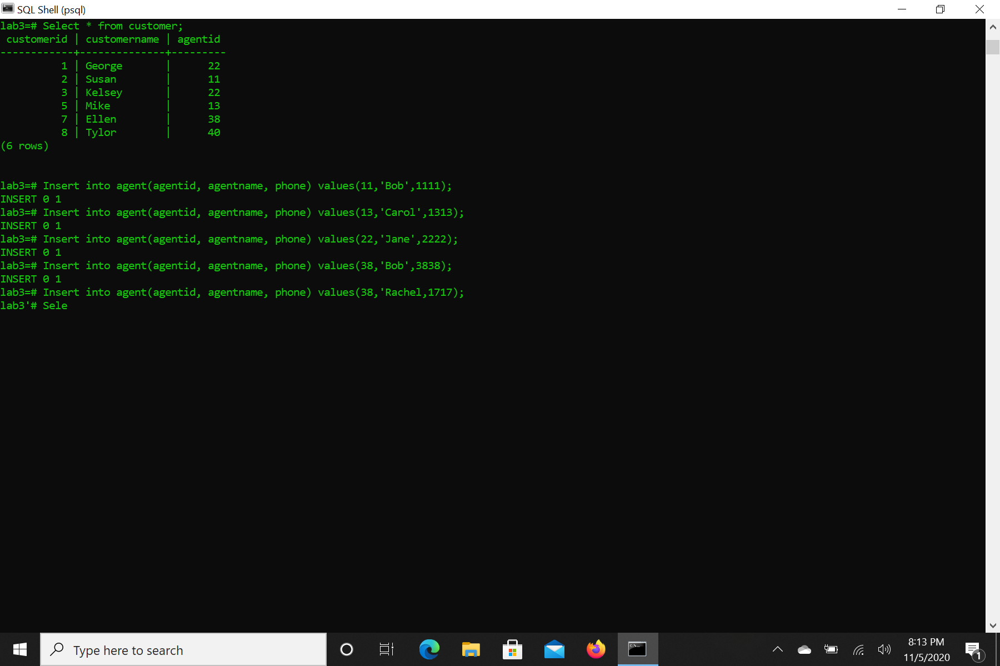 SQL Shell (psql)
lab3=# Select * from customer;
 customerid | customername | agentid
------------+--------------+---------
          1 | George       |      22
          2 | Susan        |      11
          3 | Kelsey       |      22
          5 | Mike         |      13
          7 | Ellen        |      38
          8 | Tylor        |      40
(6 rows)
lab3=# Insert into agent(agentid, agentname, phone) values(11,'Bob',1111);
INSERT 0 1
lab3=# Insert into agent(agentid, agentname, phone) values(13,'Carol',1313);
INSERT 0 1
lab3=# Insert into agent(agentid, agentname, phone) values(22,'Jane',2222);
INSERT 0 1
lab3=# Insert into agent(agentid, agentname, phone) values(38,'Bob',3838);
INSERT 0 1
lab3=# Insert into agent(agentid, agentname, phone) values(38,'Rachel,1717);
lab3'# Sele
Type here to search
8:13 PM
11/5/2020
1